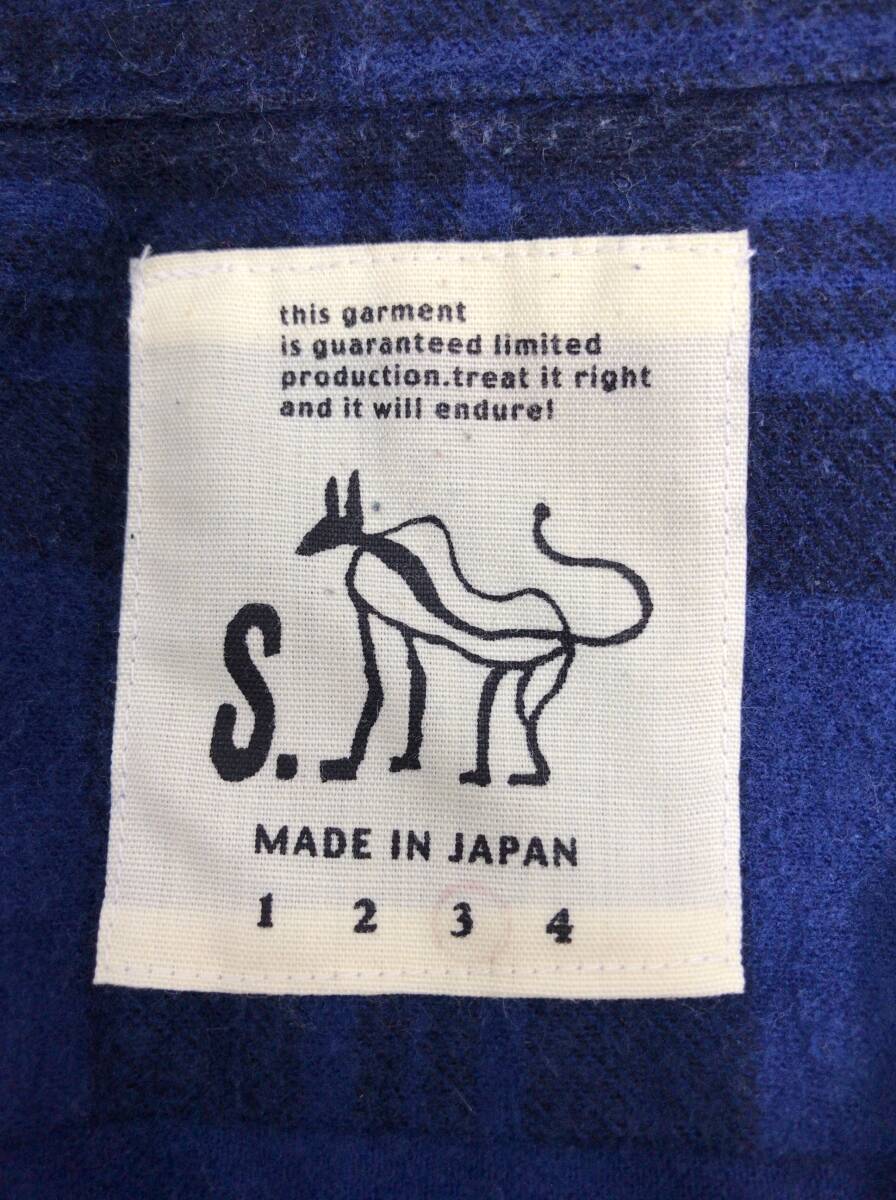 this garment
is guaranteed limited
production.treat it right
and it will endure!
S.
MADE IN JAPAN
1 2 3 4